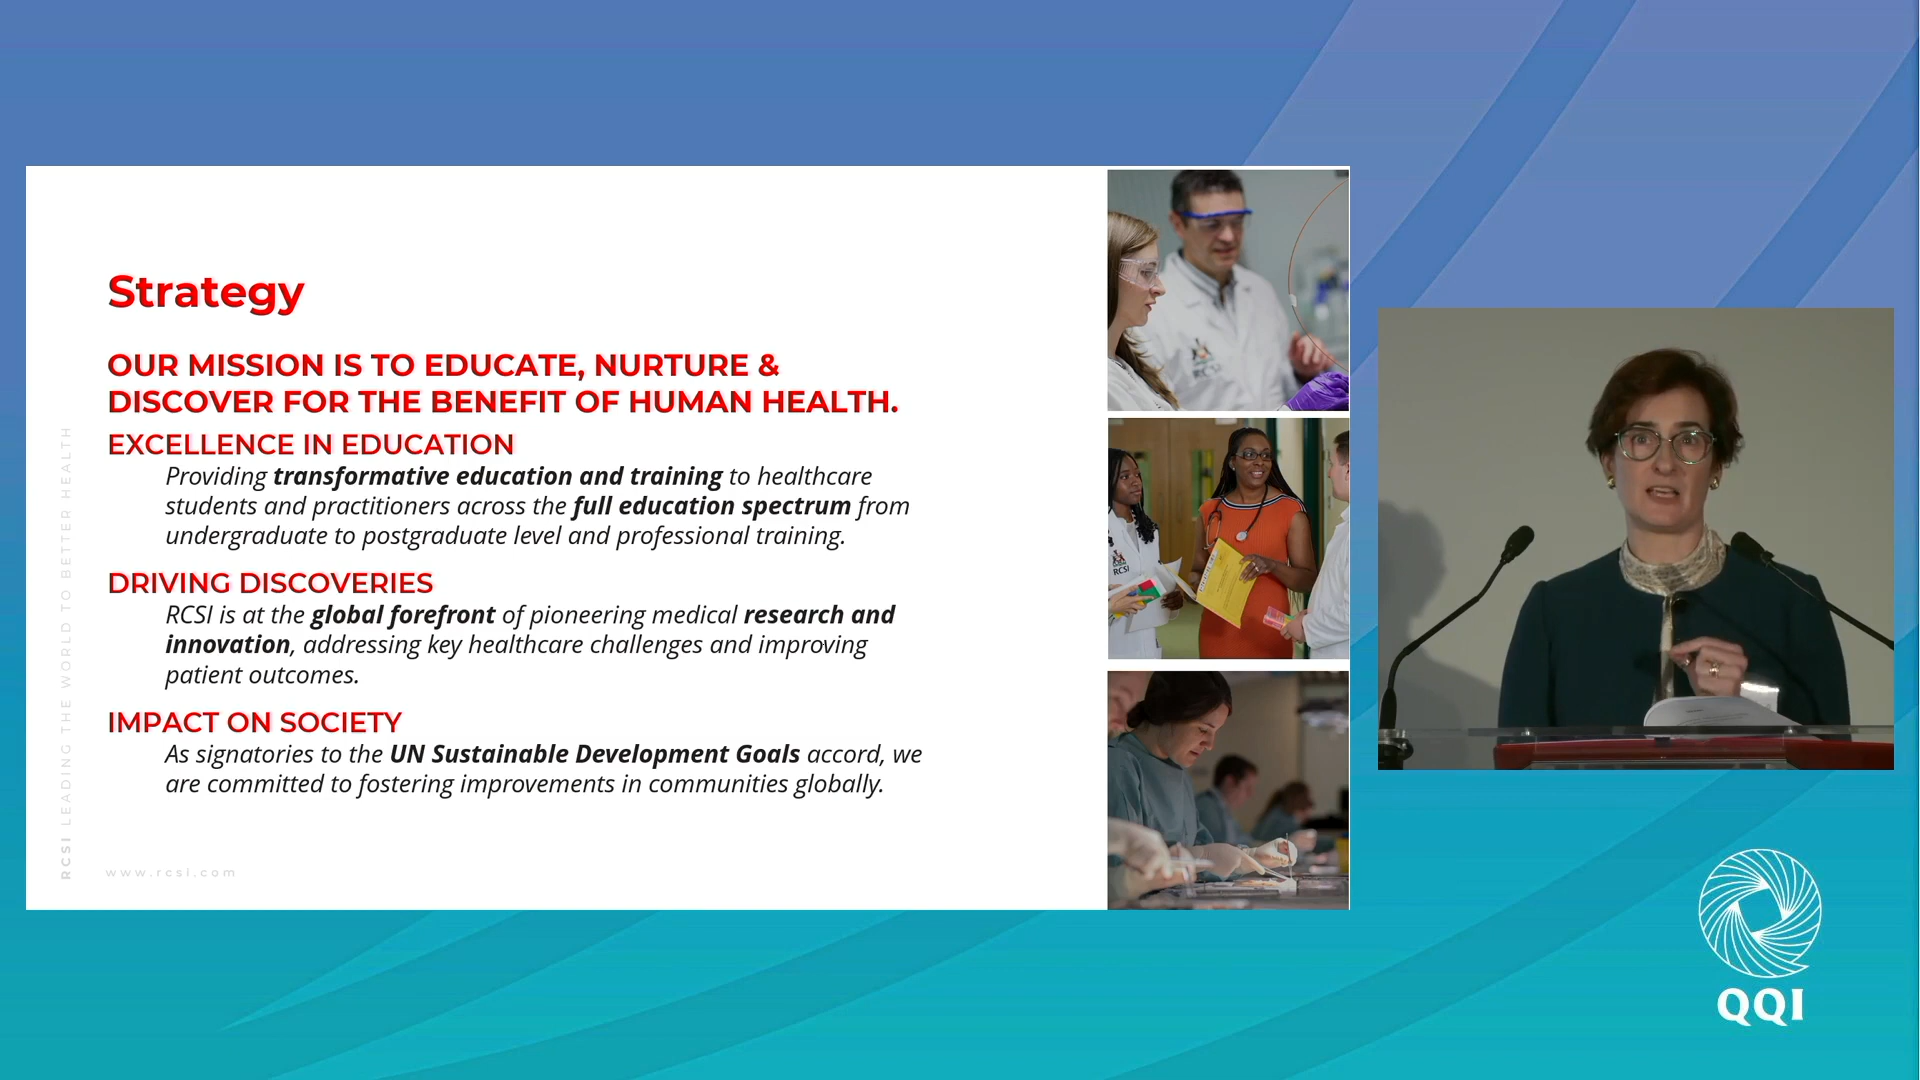 Strategy
OUR MISSION IS TO EDUCATE, NURTURE &
DISCOVER FOR THE BENEFIT OF HUMAN HEALTH.
EXCELLENCE IN EDUCATION
Providing transformative education and training to healthcare
students and practitioners across the full education spectrum from
undergraduate to postgraduate level and professional training.
DRIVING DISCOVERIES
RCSI is at the global forefront of pioneering medical research and
innovation, addressing key healthcare challenges and improving
patient outcomes.
IMPACT ON SOCIETY
As signatories to the UN Sustainable Development Goals accord, we
are committed to fostering improvements in communities globally.
RCSI LEADING THE WORLD TO BETTER HEALTH
www.rcsi.com
RCSI
RCSI
QQI